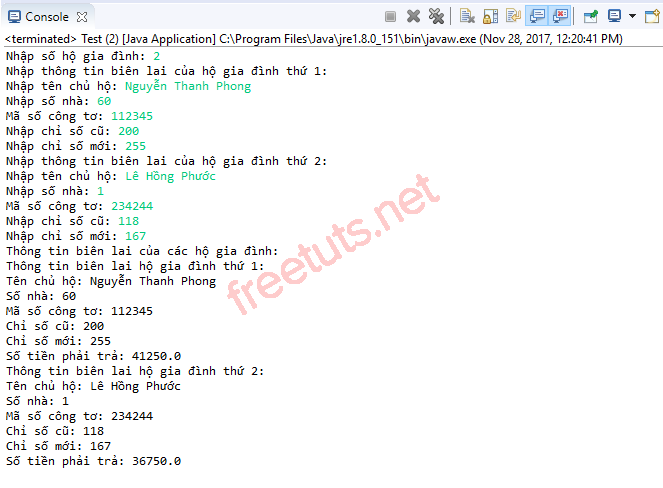 Console
<terminated> Test (2) [Java Application] C:\Program Files\Java\jre1.8.0_151\bin\javaw.exe (Nov 28, 2017, 12:20:41 PM)
Nhập số hộ gia đình: 2
Nhập thông tin biên lai của hộ gia đình thứ 1:
Nhập tên chủ hộ: Nguyễn Thanh Phong
Nhập số nhà: 60
Mã số công tơ: 112345
Nhập chỉ số cũ: 200
Nhập chỉ số mới: 255
Nhập thông tin biên lai của hộ gia đình thứ 2:
Nhập tên chủ hộ: Lê Hồng Phước
Nhập số nhà: 1
Mã số công tơ: 234244
Nhập chỉ số cũ: 118
Nhập chỉ số mới: 167
Thông tin biên lai của các hộ gia đình:
Thông tin biên lai hộ gia đình thứ 1:
Tên chủ hộ: Nguyễn Thanh Phong
Số nhà: 60
Mã số công tơ: 112345
Chỉ số cũ: 200
Chỉ số mới: 255
Số tiền phải trả: 41250.0
Thông tin biên lai hộ gia đình thứ 2:
Tên chủ hộ: Lê Hồng Phước
Số nhà: 1
Mã số công tơ: 234244
Chỉ số cũ: 118
Chỉ số mới: 167
Số tiền phải trả: 36750.0
freetuts.net